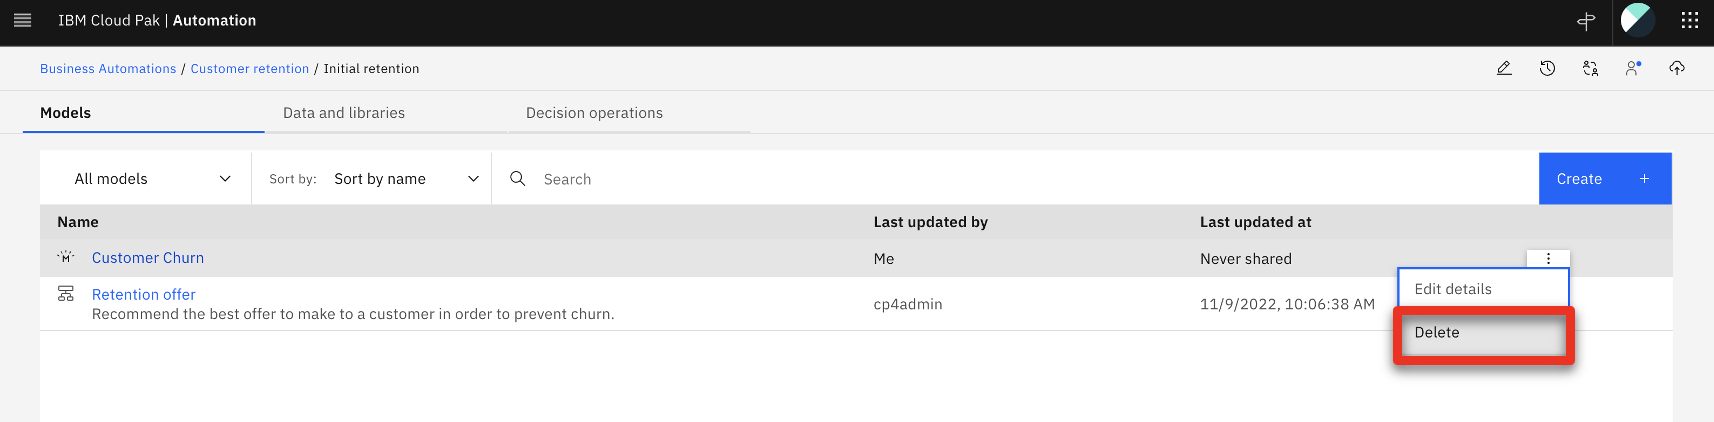 IBM Cloud Pak | Automation
Business Automations / Customer retention / Initial retention
Models Data and libraries Decision operations
All models Sort by: Sort by name Search Create +
Name Last updated by Last updated at
Customer Churn Me Never shared
Edit details
Retention offer
Recommend the best offer to make to a customer in order to prevent churn. cp4admin 11/9/2022, 10:06:38 AM
Delete